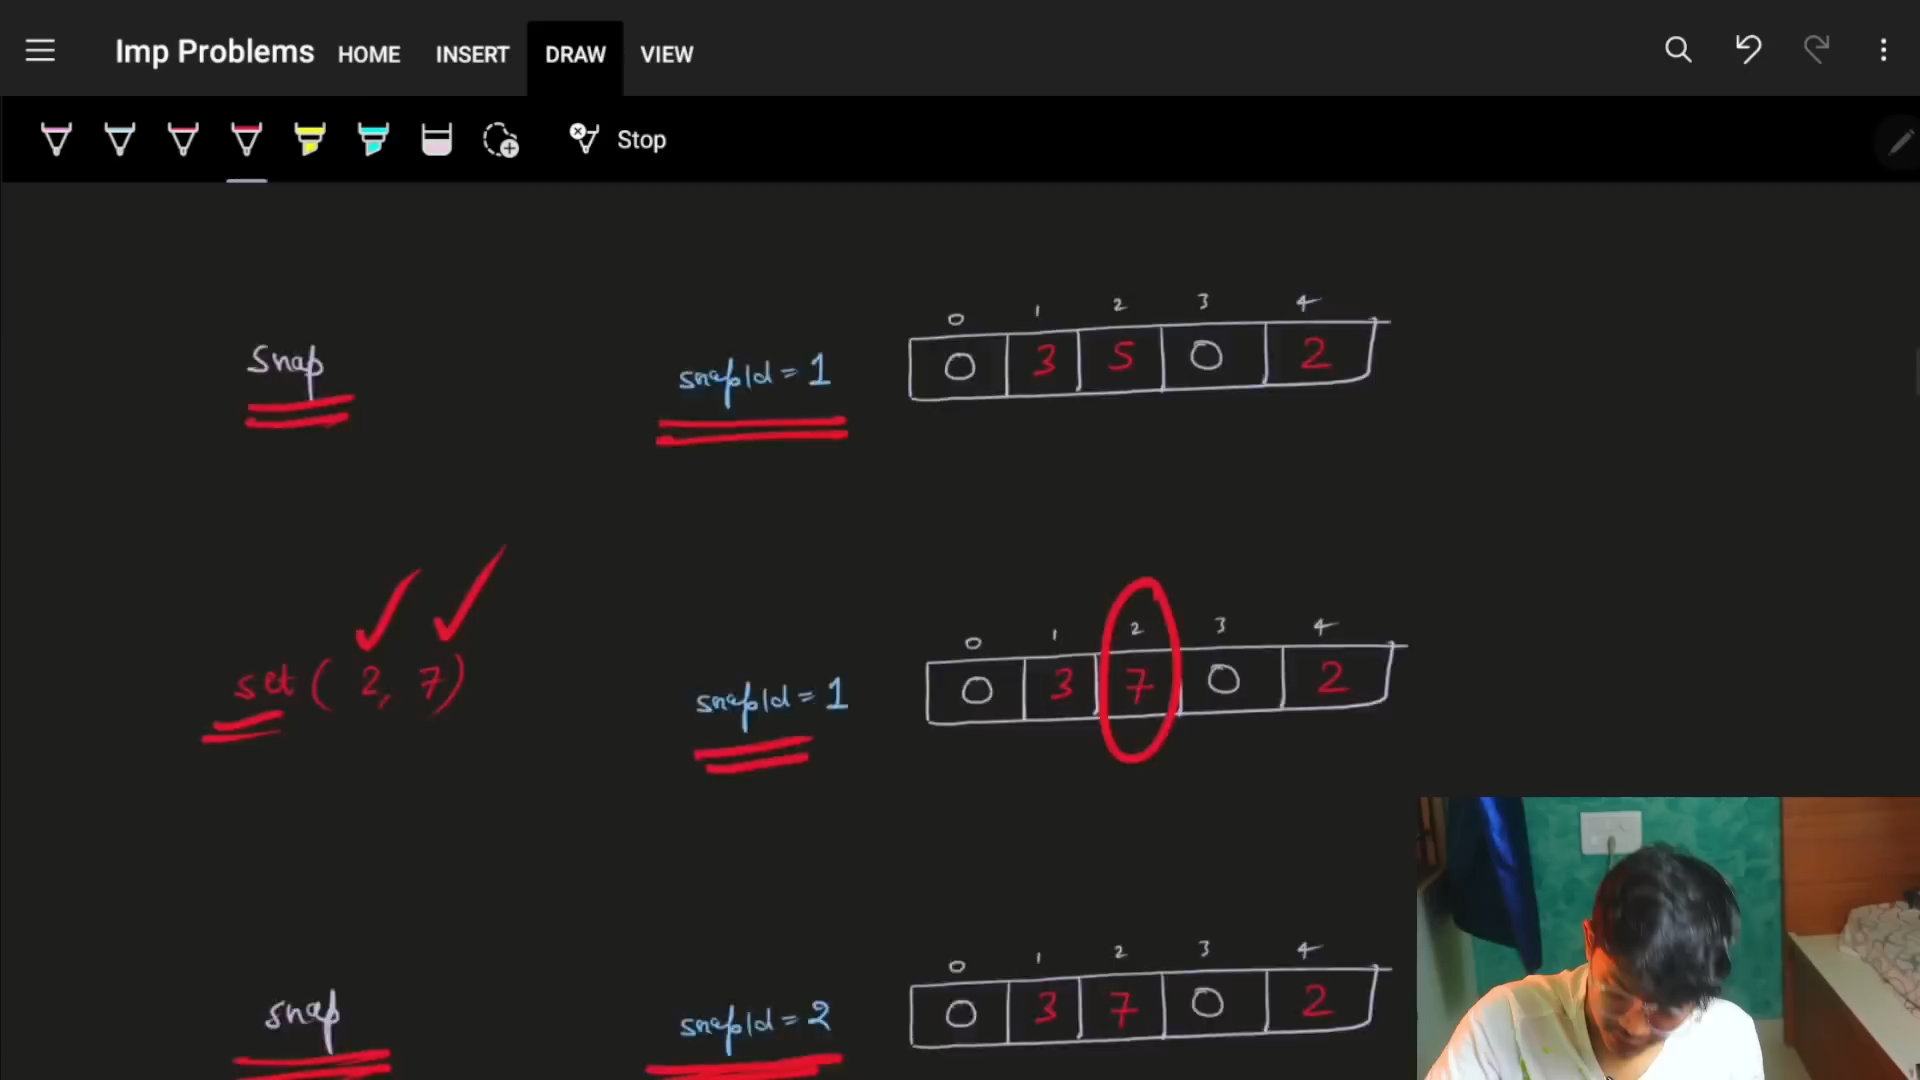 Imp Problems HOME INSERT DRAW VIEW
Stop
0 1 2 3 4
Snap snapId = 1 0 3 5 0 2
0 1 2 3 4
set ( 2, 7) snapId = 1 0 3 7 0 2
0 1 2 3 4
snap snapId = 2 0 3 7 0 2